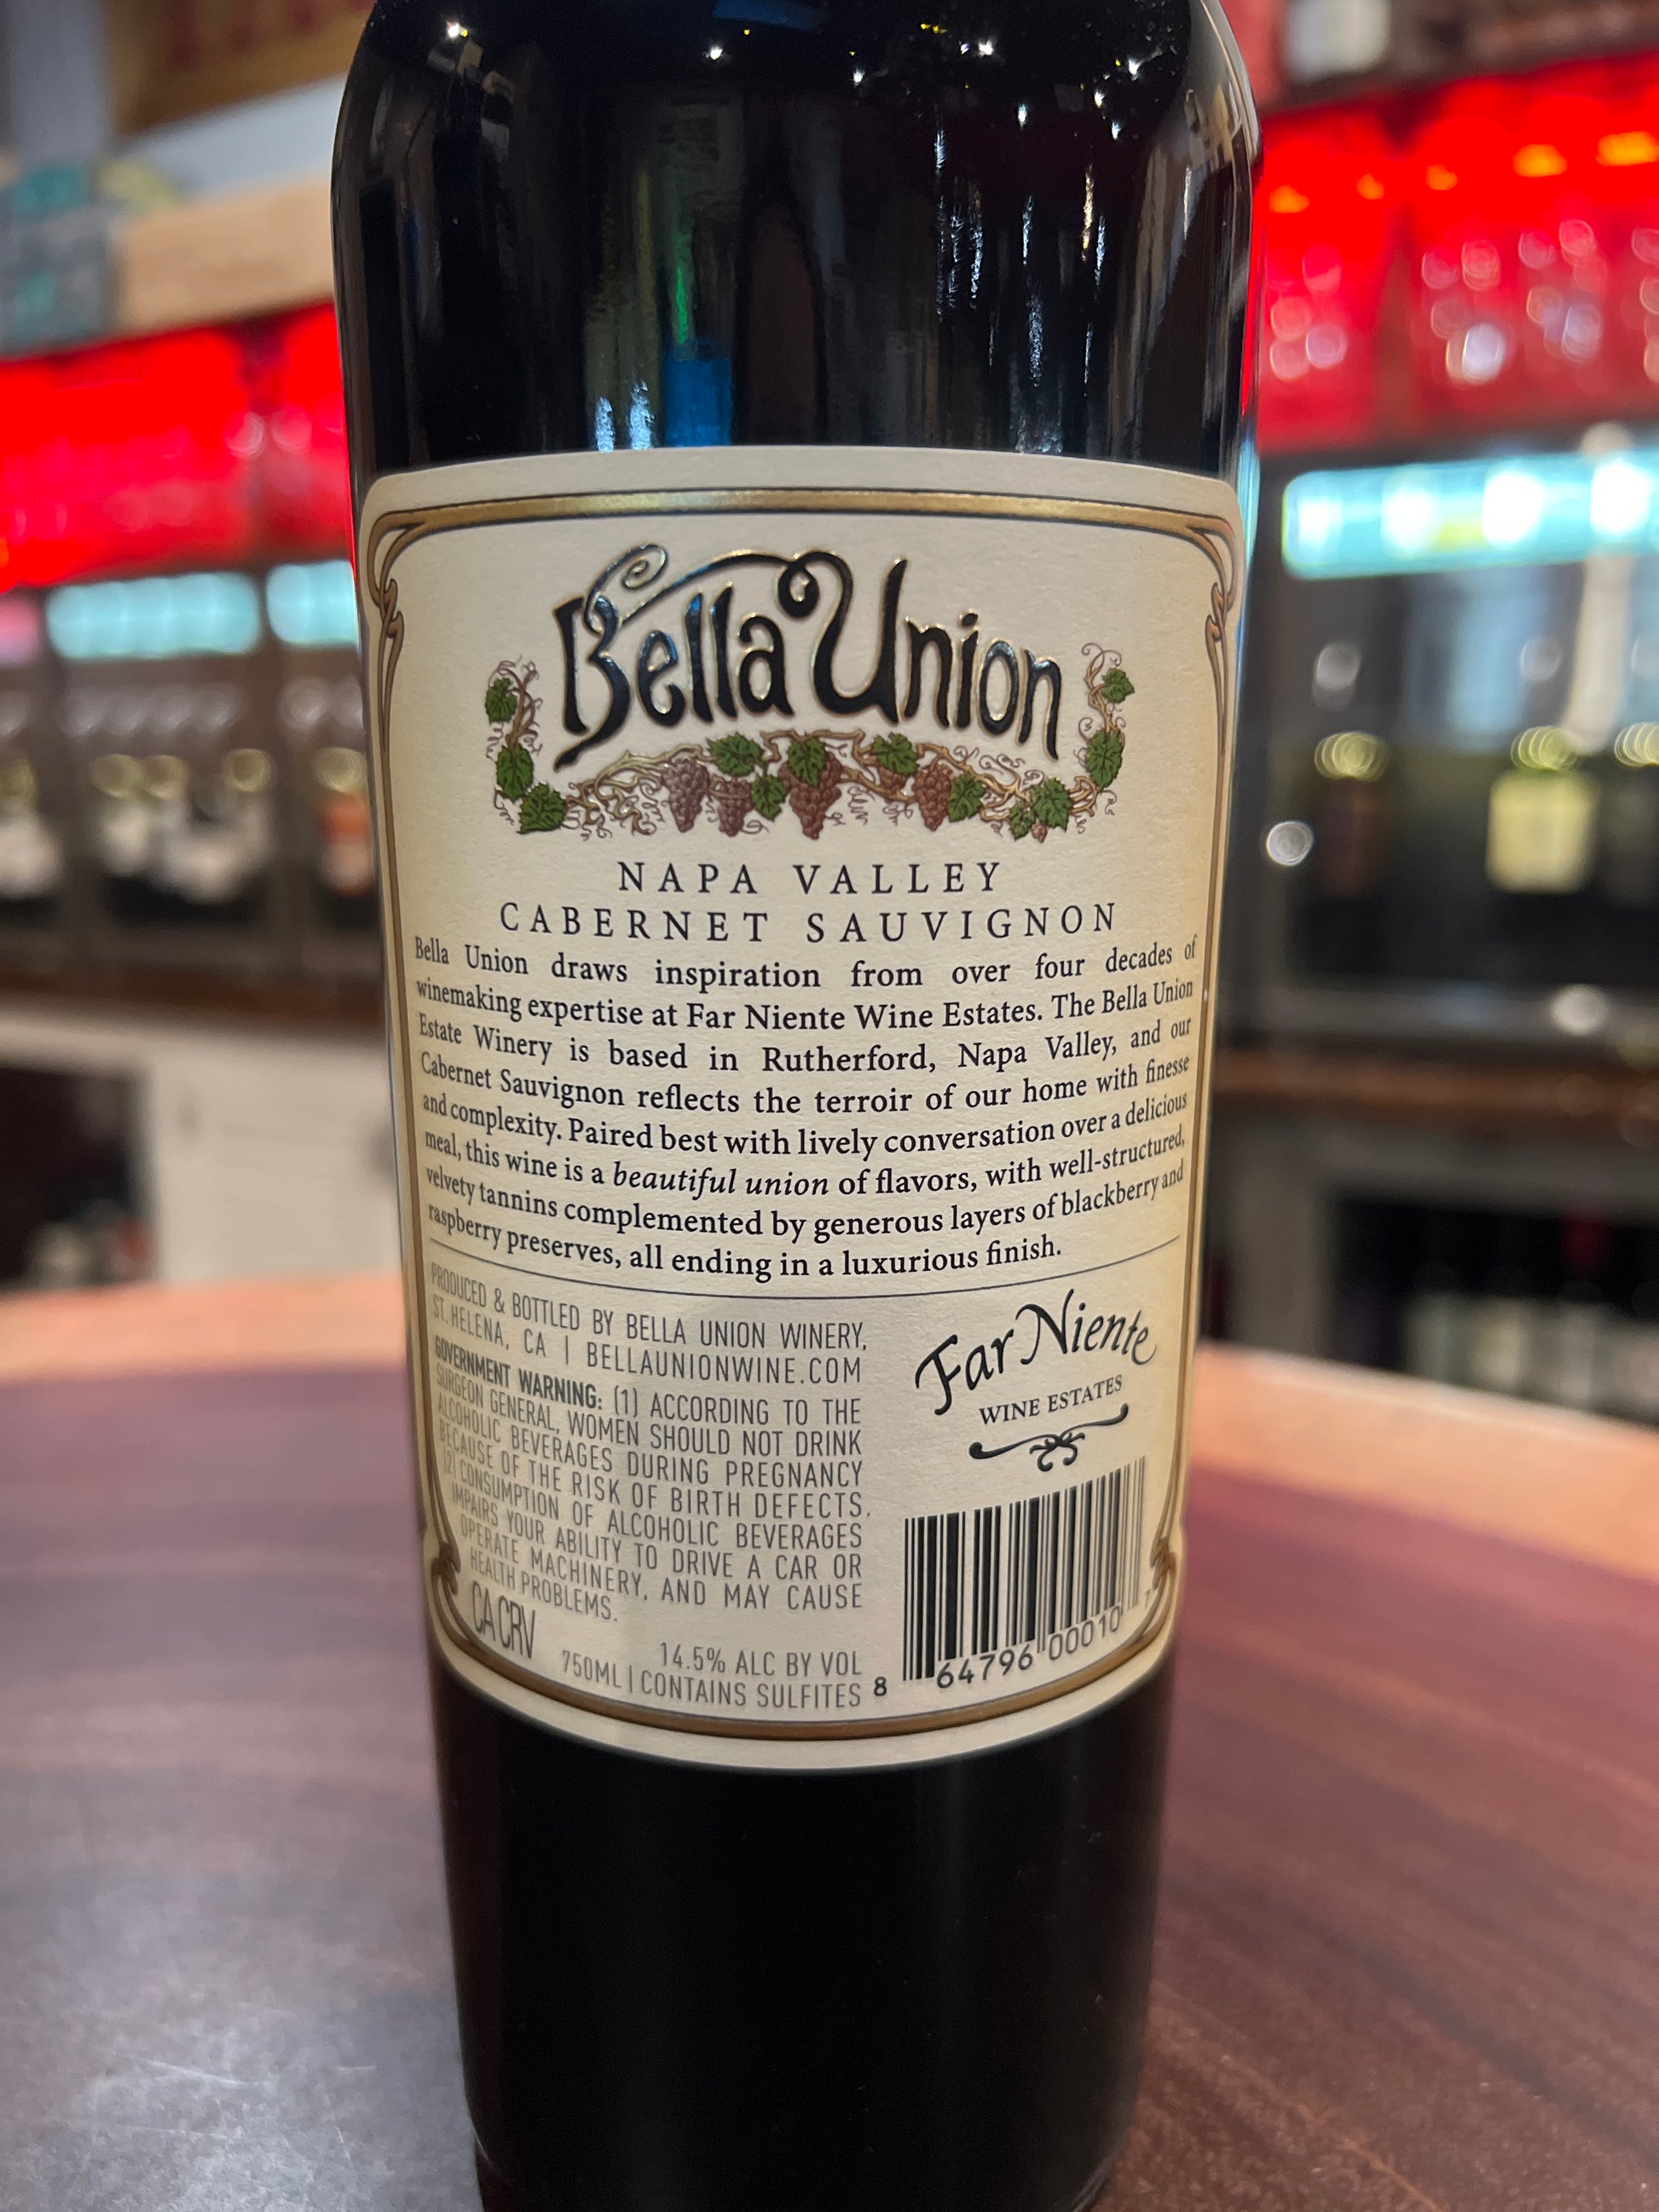 Bella Union
NAPA VALLEY
CABERNET SAUVIGNON
Bella Union draws inspiration from over four decades of
winemaking expertise at Far Niente Wine Estates. The Bella Union
Estate Winery is based in Rutherford, Napa Valley, and our
Cabernet Sauvignon reflects the terroir of our home with finesse
and complexity. Paired best with lively conversation over a delicious
meal, this wine is a beautiful union of flavors, with well-structured,
velvety tannins complemented by generous layers of blackberry and
raspberry preserves, all ending in a luxurious finish.
PRODUCED & BOTTLED BY BELLA UNION WINERY,
ST. HELENA, CA | BELLAUNIONWINE.COM
GOVERNMENT WARNING: (1) ACCORDING TO THE
SURGEON GENERAL, WOMEN SHOULD NOT DRINK
ALCOHOLIC BEVERAGES DURING PREGNANCY
BECAUSE OF THE RISK OF BIRTH DEFECTS.
(2) CONSUMPTION OF ALCOHOLIC BEVERAGES
IMPAIRS YOUR ABILITY TO DRIVE A CAR OR
OPERATE MACHINERY, AND MAY CAUSE
HEALTH PROBLEMS.
CA CRV
14.5% ALC BY VOL
750ML | CONTAINS SULFITES
Far Niente
WINE ESTATES
8 64796 00010 7